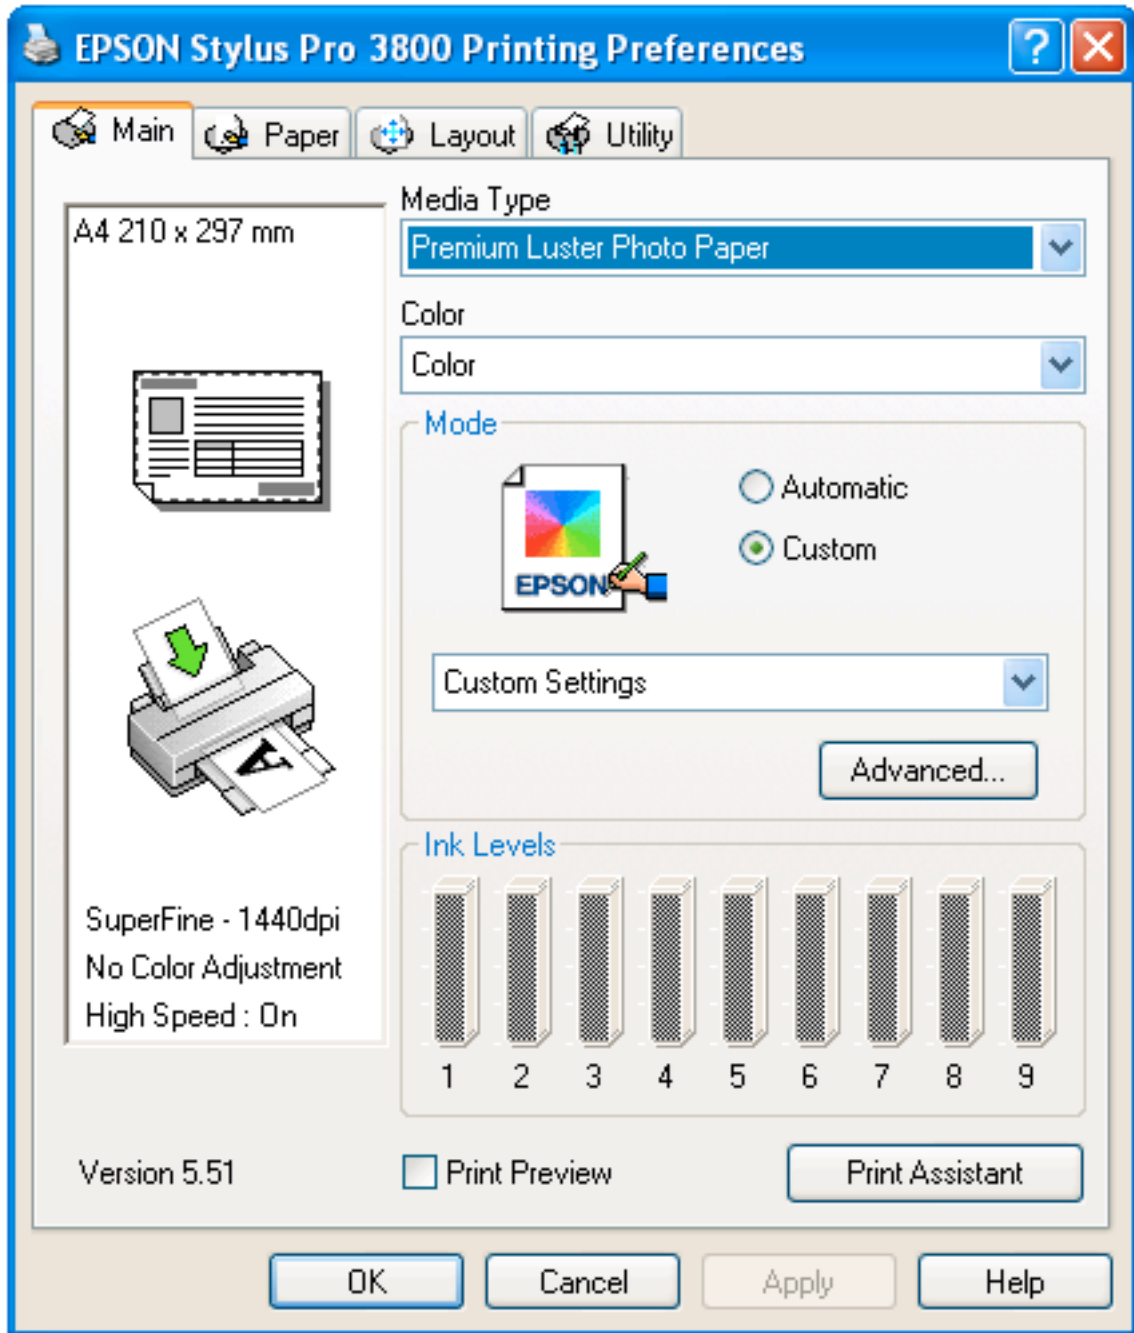 EPSON Stylus Pro 3800 Printing Preferences
Main Paper Layout Utility
A4 210 x 297 mm
Media Type
Premium Luster Photo Paper
Color
Color
Mode
EPSON
Automatic
Custom
Custom Settings
Advanced...
SuperFine - 1440dpi
No Color Adjustment
High Speed : On
Ink Levels
1 2 3 4 5 6 7 8 9
Version 5.51
Print Preview
Print Assistant
OK Cancel Apply Help